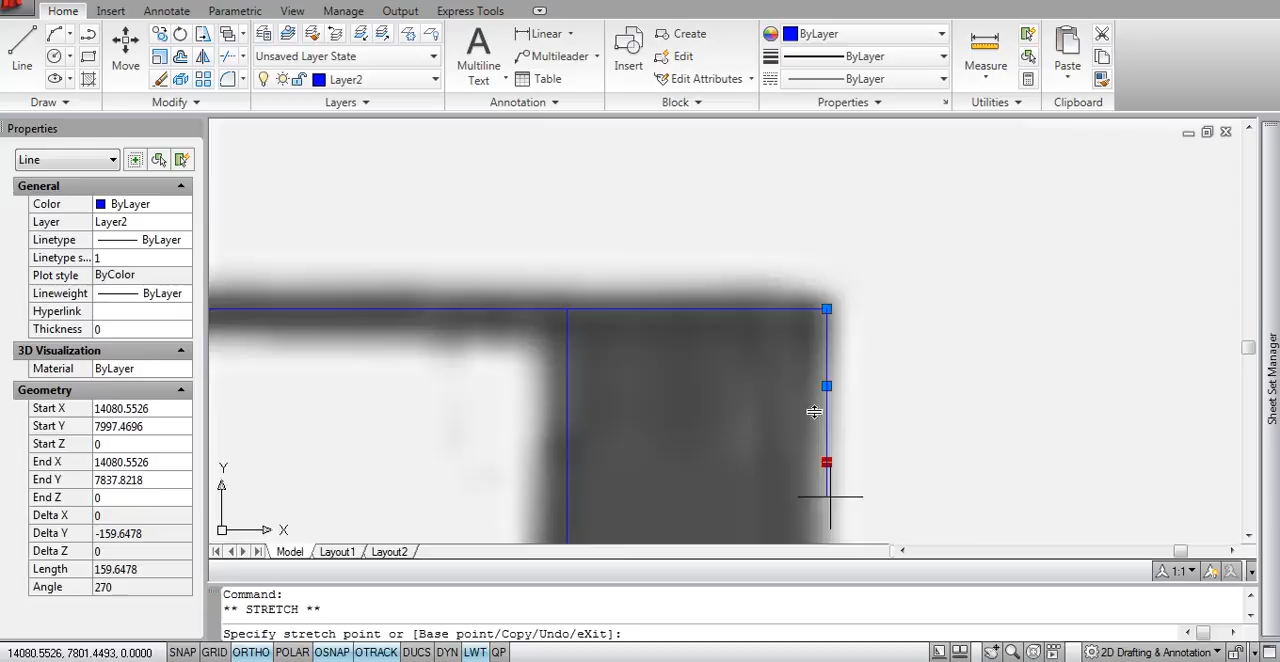 Home Insert Annotate Parametric View Manage Output Express Tools
Line
Move
Multiline
Text
Linear
Multileader
Table
Insert
Create
Edit
Edit Attributes
Unsaved Layer State
Layer2
ByLayer
ByLayer
ByLayer
Measure
Paste
Draw
Modify
Layers
Annotation
Block
Properties
Utilities
Clipboard
Properties
Line
General
Color ByLayer
Layer Layer2
Linetype ByLayer
Linetype s... 1
Plot style ByColor
Lineweight ByLayer
Hyperlink
Thickness 0
3D Visualization
Material ByLayer
Geometry
Start X 14080.5526
Start Y 7997.4696
Start Z 0
End X 14080.5526
End Y 7837.8218
End Z 0
Delta X 0
Delta Y -159.6478
Delta Z 0
Length 159.6478
Angle 270
Y
X
Sheet Set Manager
Model Layout1 Layout2
1:1
Command:
** STRETCH **
Specify stretch point or [Base point/Copy/Undo/eXit]:
14080.5526, 7801.4493, 0.0000 SNAP GRID ORTHO POLAR OSNAP OTRACK DUCS DYN LWT QP 2D Drafting & Annotation